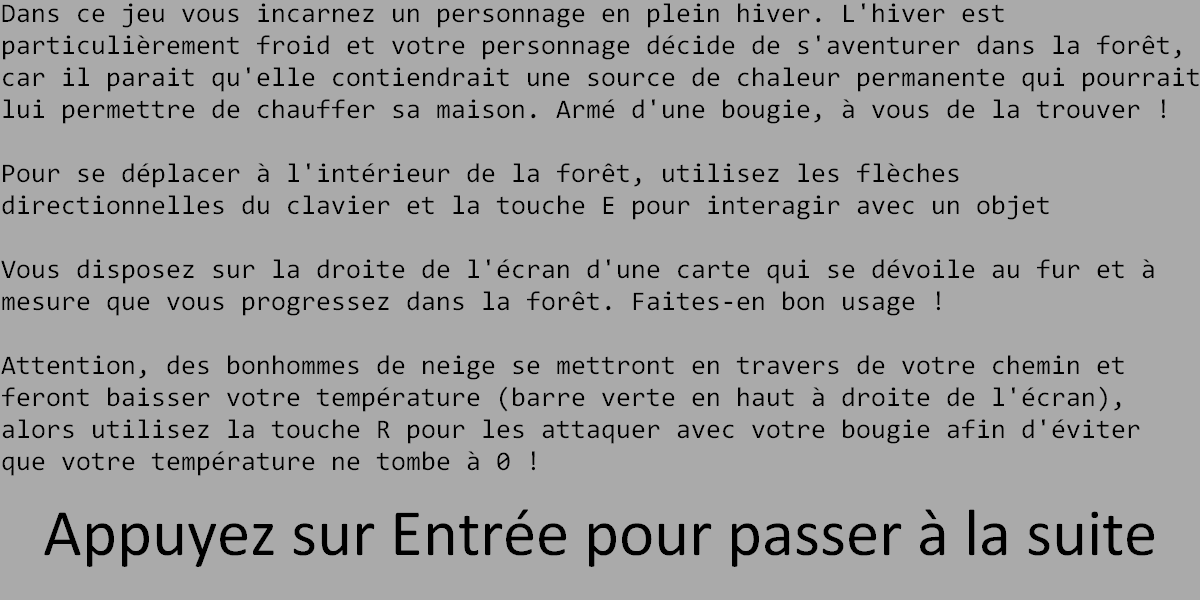 Dans ce jeu vous incarnez un personnage en plein hiver. L'hiver est
particulièrement froid et votre personnage décide de s'aventurer dans la forêt,
car il parait qu'elle contiendrait une source de chaleur permanente qui pourrait
lui permettre de chauffer sa maison. Armé d'une bougie, à vous de la trouver !
Pour se déplacer à l'intérieur de la forêt, utilisez les flèches
directionnelles du clavier et la touche E pour interagir avec un objet
Vous disposez sur la droite de l'écran d'une carte qui se dévoile au fur et à
mesure que vous progressez dans la forêt. Faites-en bon usage !
Attention, des bonhommes de neige se mettront en travers de votre chemin et
feront baisser votre température (barre verte en haut à droite de l'écran),
alors utilisez la touche R pour les attaquer avec votre bougie afin d'éviter
que votre température ne tombe à 0 !
Appuyez sur Entrée pour passer à la suite